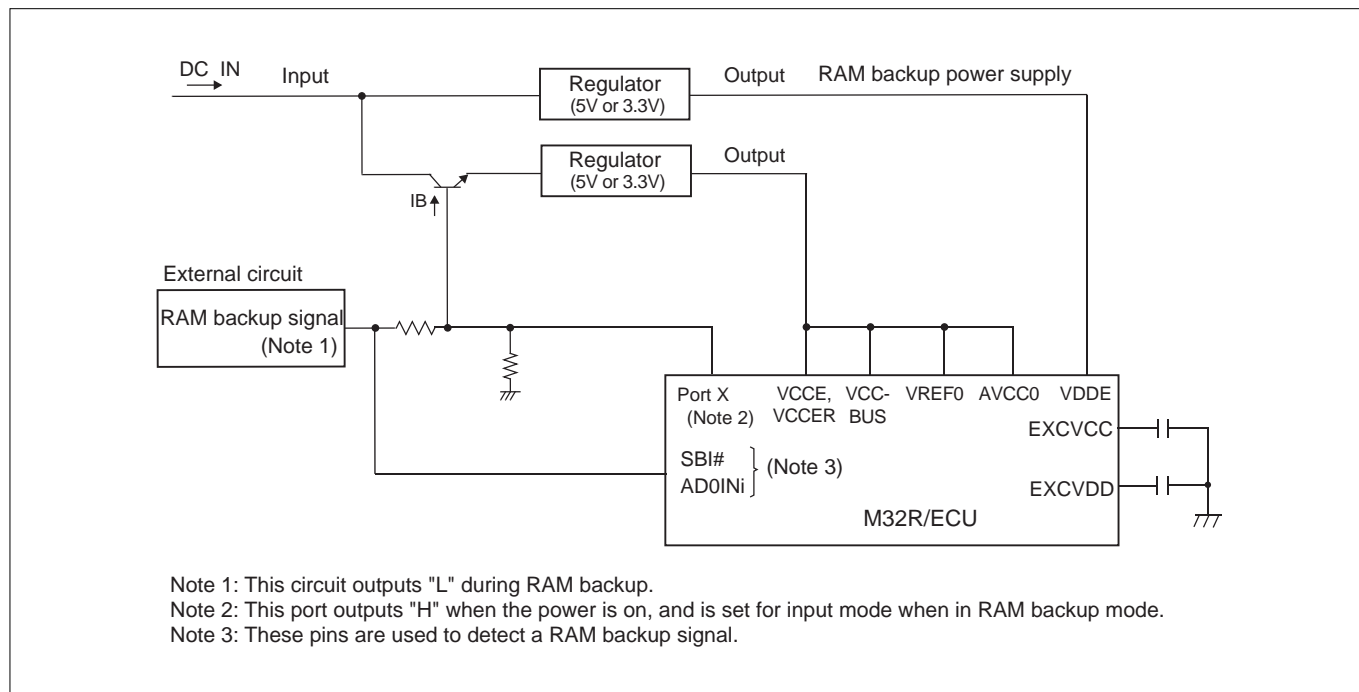 DC IN
Input
Regulator
(5V or 3.3V)
Output
RAM backup power supply
Regulator
(5V or 3.3V)
Output
IB
External circuit
RAM backup signal
(Note 1)
Port X
(Note 2)
VCCE,
VCCER
VCC-
BUS
VREF0
AVCC0
VDDE
EXCVCC
SBI#
AD0INi
(Note 3)
EXCVDD
M32R/ECU
Note 1: This circuit outputs "L" during RAM backup.
Note 2: This port outputs "H" when the power is on, and is set for input mode when in RAM backup mode.
Note 3: These pins are used to detect a RAM backup signal.